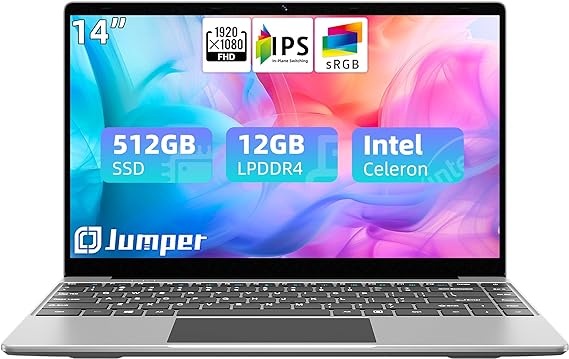 14”
1920
×1080
FHD
IPS
In-Plane Switching
sRGB
512GB
SSD
12GB
LPDDR4
Intel
Celeron
Jumper